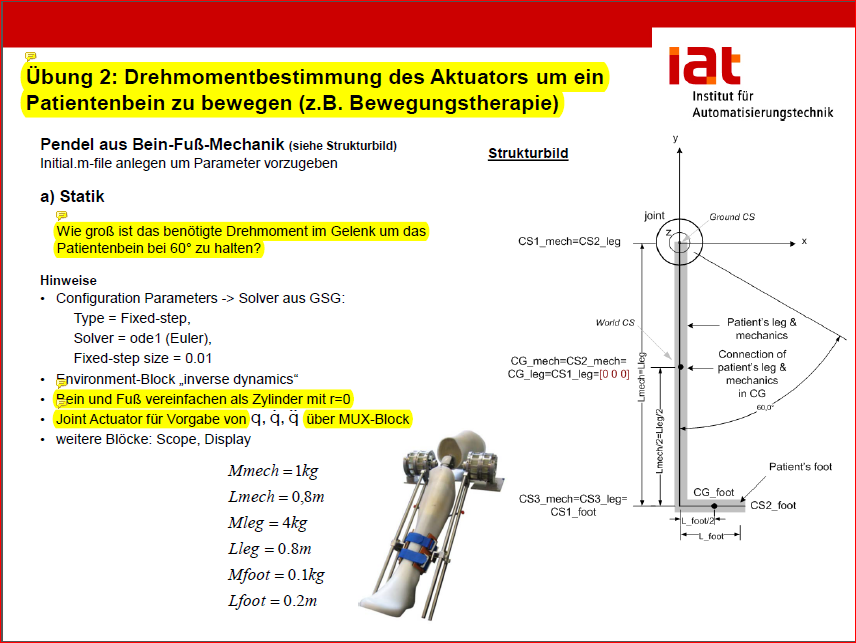 Übung 2: Drehmomentbestimmung des Aktuators um ein
Patientenbein zu bewegen (z.B. Bewegungstherapie)
iat
Institut für
Automatisierungstechnik
Pendel aus Bein-Fuß-Mechanik (siehe Strukturbild)
Initial.m-file anlegen um Parameter vorzugeben
a) Statik
Wie groß ist das benötigte Drehmoment im Gelenk um das
Patientenbein bei 60° zu halten?
Hinweise
• Configuration Parameters -> Solver aus GSG:
Type = Fixed-step,
Solver = ode1 (Euler),
Fixed-step size = 0.01
• Environment-Block „inverse dynamics“
• Bein und Fuß vereinfachen als Zylinder mit r=0
• Joint Actuator für Vorgabe von q, q̇, q̈ über MUX-Block
• weitere Blöcke: Scope, Display
Mmech = 1kg
Lmech = 0,8m
Mleg = 4kg
Lleg = 0.8m
Mfoot = 0.1kg
Lfoot = 0.2m
Strukturbild
y
joint
Ground CS
z
x
CS1_mech=CS2_leg
World CS
Patient's leg &
mechanics
CG_mech=CS2_mech=
CG_leg=CS1_leg=[0 0 0]
Connection of
patient's leg &
mechanics
in CG
60,0°
Lmech=Lleg
Lmech/2=Lleg/2
Patient's foot
CS3_mech=CS3_leg=
CS1_foot
CG_foot
CS2_foot
L_foot/2
L_foot